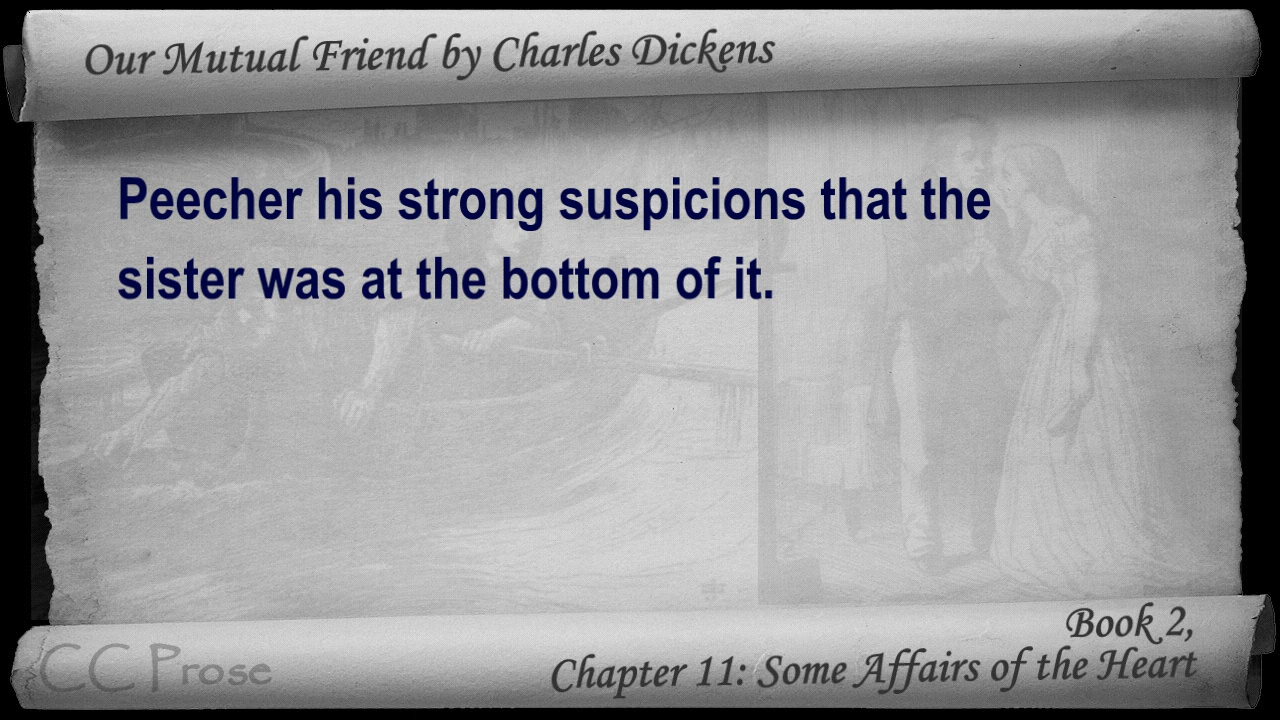 Our Mutual Friend by Charles Dickens
Peecher his strong suspicions that the
sister was at the bottom of it.
Book 2,
CC Prose
Chapter 11: Some Affairs of the Heart